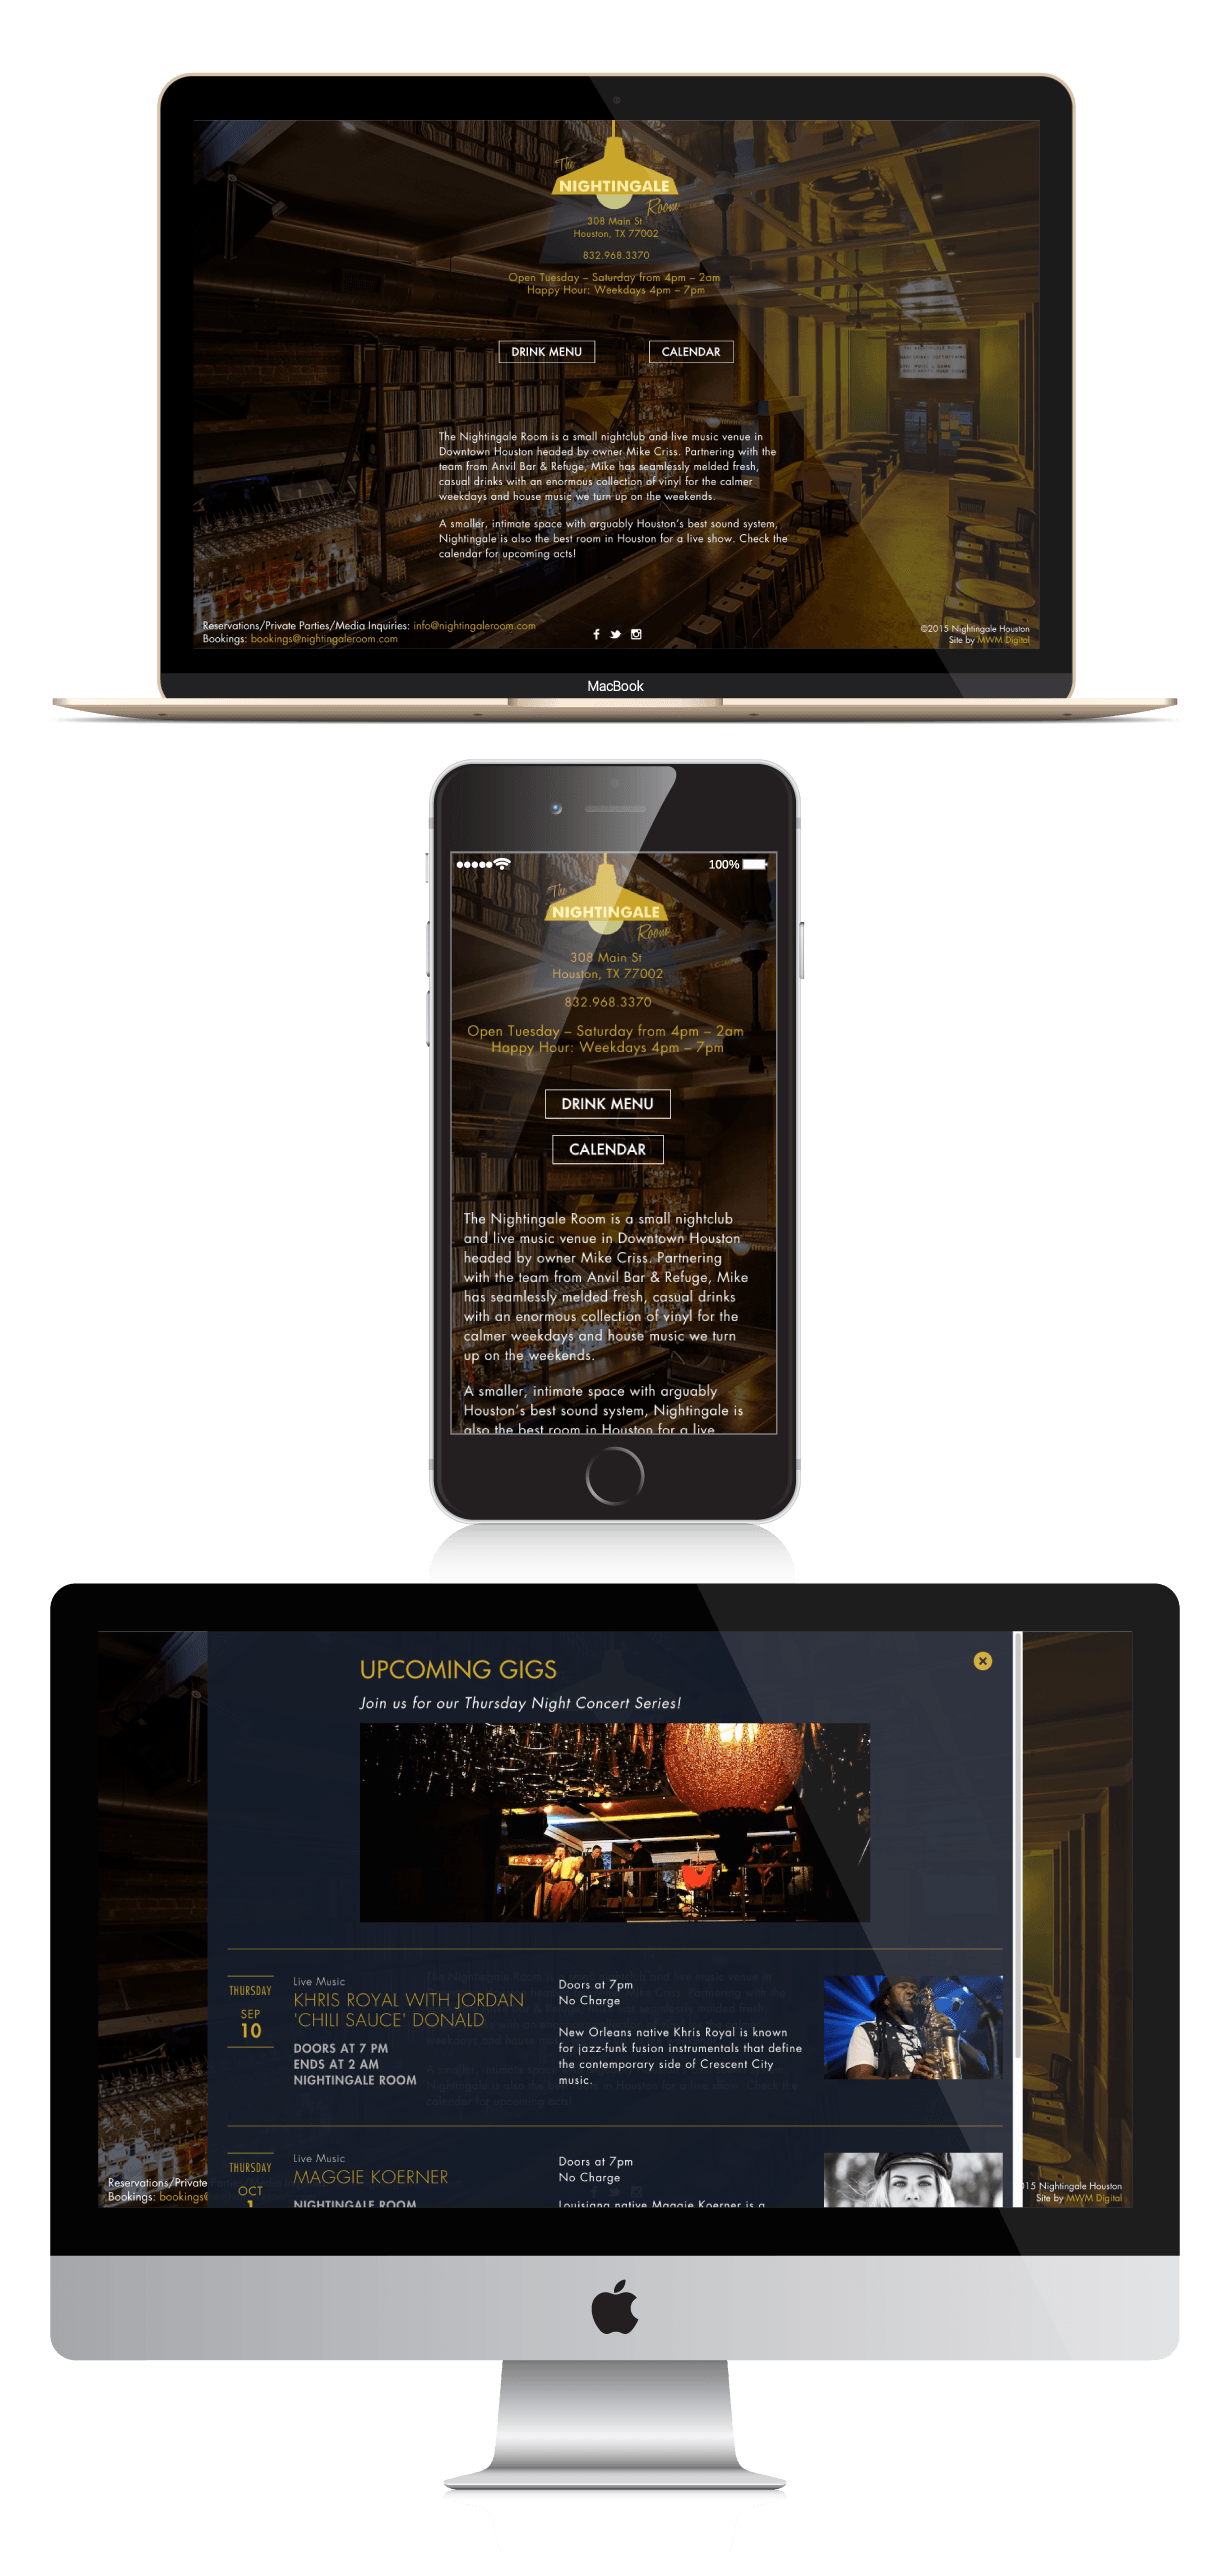 The
NIGHTINGALE
Room
308 Main St
Houston, TX 77002
832.968.3370
Open Tuesday – Saturday from 4pm – 2am
Happy Hour: Weekdays 4pm – 7pm
DRINK MENU
CALENDAR
The Nightingale Room is a small nightclub and live music venue in
Downtown Houston headed by owner Mike Criss. Partnering with the
team from Anvil Bar & Refuge, Mike has seamlessly melded fresh,
casual drinks with an enormous collection of vinyl for the calmer
weekdays and house music we turn up on the weekends.
A smaller, intimate space with arguably Houston's best sound system,
Nightingale is also the best room in Houston for a live show. Check the
calendar for upcoming acts!
Reservations/Private Parties/Media Inquiries: info@nightingaleroom.com
Bookings: bookings@nightingaleroom.com
©2015 Nightingale Houston
Site by MWM Digital
MacBook
100%
The
NIGHTINGALE
Room
308 Main St
Houston, TX 77002
832.968.3370
Open Tuesday – Saturday from 4pm – 2am
Happy Hour: Weekdays 4pm – 7pm
DRINK MENU
CALENDAR
The Nightingale Room is a small nightclub
and live music venue in Downtown Houston
headed by owner Mike Criss. Partnering
with the team from Anvil Bar & Refuge, Mike
has seamlessly melded fresh, casual drinks
with an enormous collection of vinyl for the
calmer weekdays and house music we turn
up on the weekends.
A smaller, intimate space with arguably
Houston's best sound system, Nightingale is
also the best room in Houston for a live
UPCOMING GIGS
Join us for our Thursday Night Concert Series!
THURSDAY
SEP
10
Live Music
KHRIS ROYAL WITH JORDAN
'CHILI SAUCE' DONALD
DOORS AT 7 PM
ENDS AT 2 AM
NIGHTINGALE ROOM
Doors at 7pm
No Charge
New Orleans native Khris Royal is known
for jazz-funk fusion instrumentals that define
the contemporary side of Crescent City
music.
THURSDAY
OCT
1
Live Music
MAGGIE KOERNER
NIGHTINGALE ROOM
Doors at 7pm
No Charge
Louisiana native Maggie Koerner is a
Reservations/Private
Bookings: bookings@
15 Nightingale Houston
Site by MWM Digital